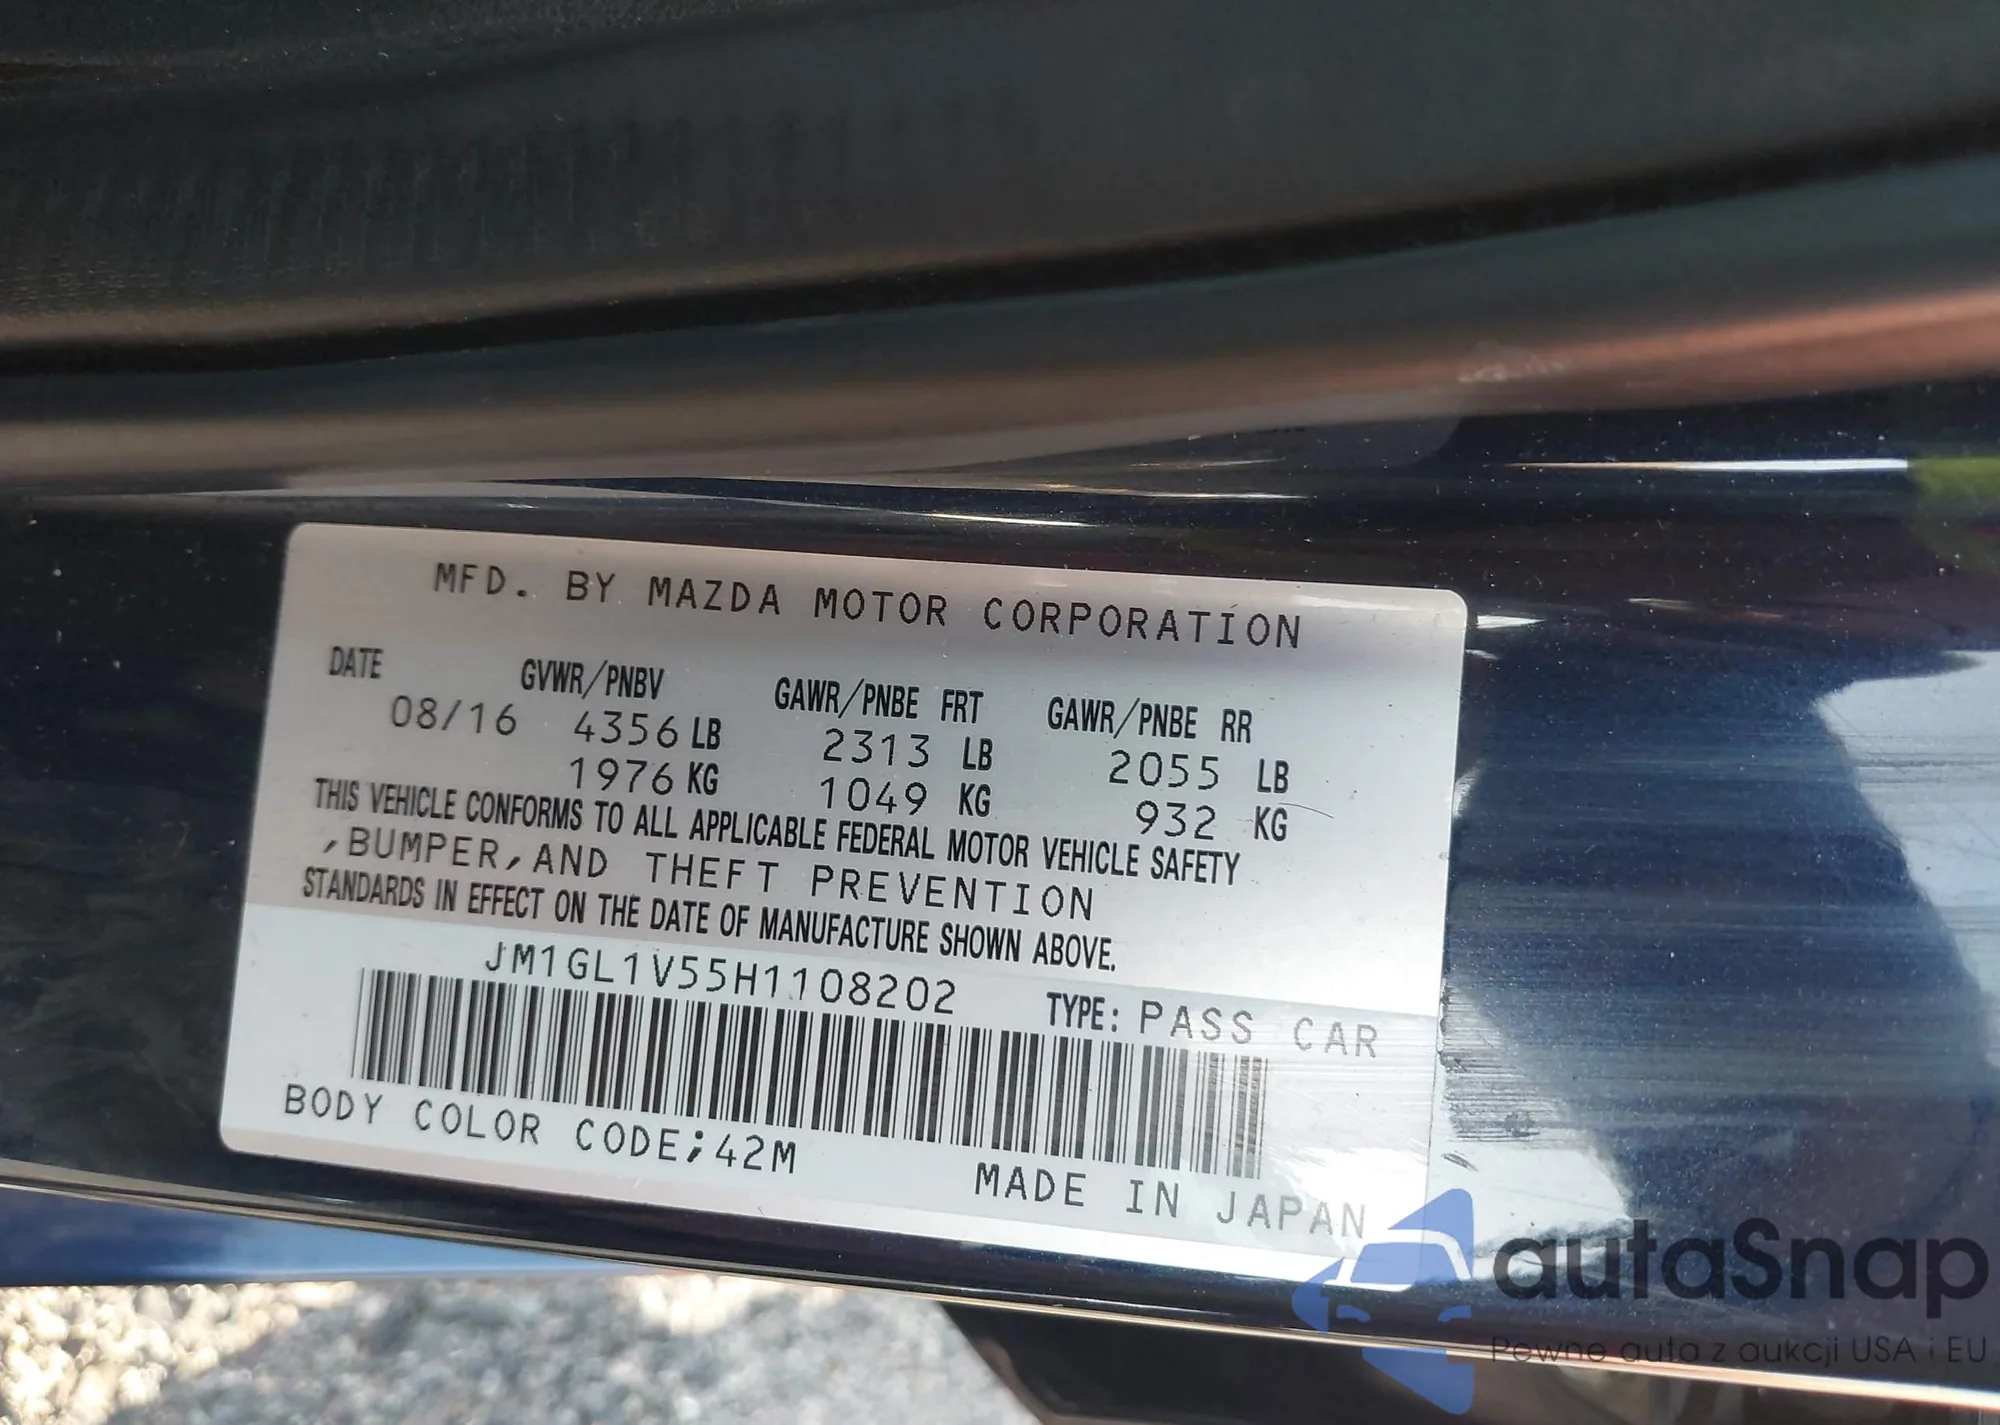 MFD. BY MAZDA MOTOR CORPORATION
DATE GVWR/PNBV GAWR/PNBE FRT GAWR/PNBE RR
08/16 4356 LB 2313 LB 2055 LB
1976 KG 1049 KG 932 KG
THIS VEHICLE CONFORMS TO ALL APPLICABLE FEDERAL MOTOR VEHICLE SAFETY
,BUMPER,AND THEFT PREVENTION
STANDARDS IN EFFECT ON THE DATE OF MANUFACTURE SHOWN ABOVE.
JM1GL1V55H1108202 TYPE: PASS CAR
BODY COLOR CODE;42M
MADE IN JAPAN
autaSnap
Pewne auta z aukcji USA i EU